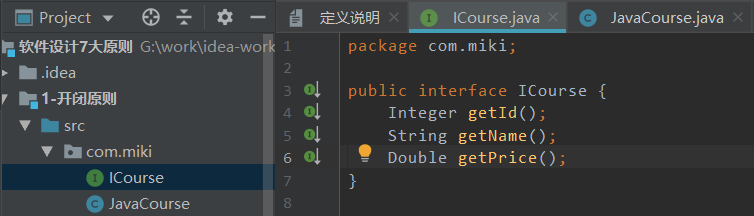 Project
定义说明
ICourse.java
JavaCourse.java
软件设计7大原则 G:\work\idea-work
.idea
1-开闭原则
src
com.miki
ICourse
JavaCourse
1 package com.miki;
2
3 public interface ICourse {
4 Integer getId();
5 String getName();
6 Double getPrice();
7 }
8